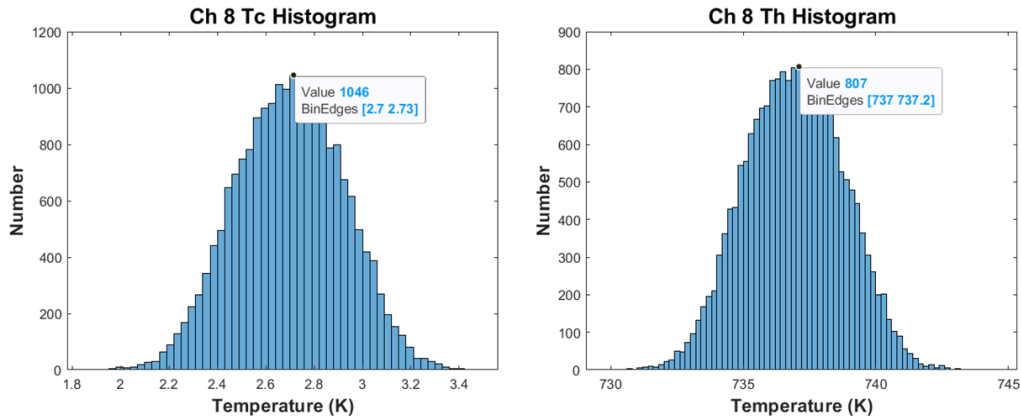 Ch 8 Tc Histogram
1200
1000
800
600
400
200
0
Number
Value 1046
BinEdges [2.7 2.73]
1.8 2 2.2 2.4 2.6 2.8 3 3.2 3.4
Temperature (K)
Ch 8 Th Histogram
900
800
700
600
500
400
300
200
100
0
Number
Value 807
BinEdges [737 737.2]
730 735 740 745
Temperature (K)